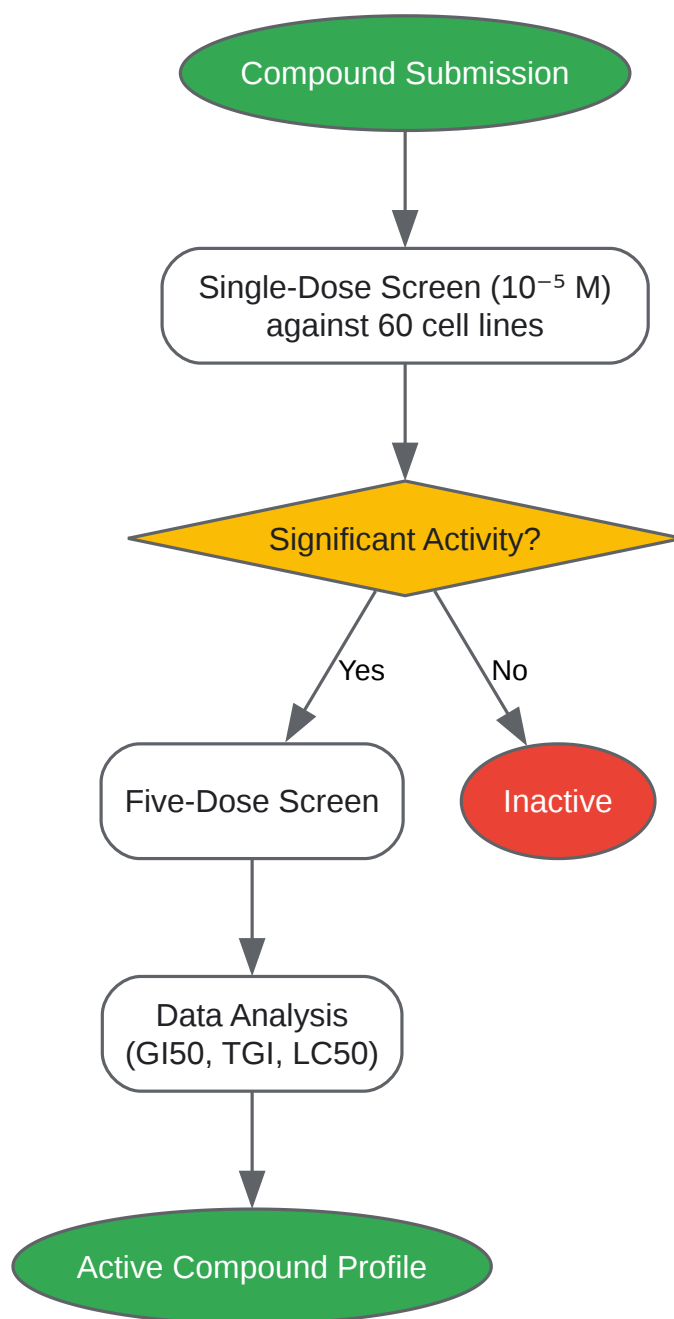 Compound Submission
Single-Dose Screen (10⁻⁵ M)
against 60 cell lines
Significant Activity?
Yes
No
Five-Dose Screen
Inactive
Data Analysis
(GI50, TGI, LC50)
Active Compound Profile